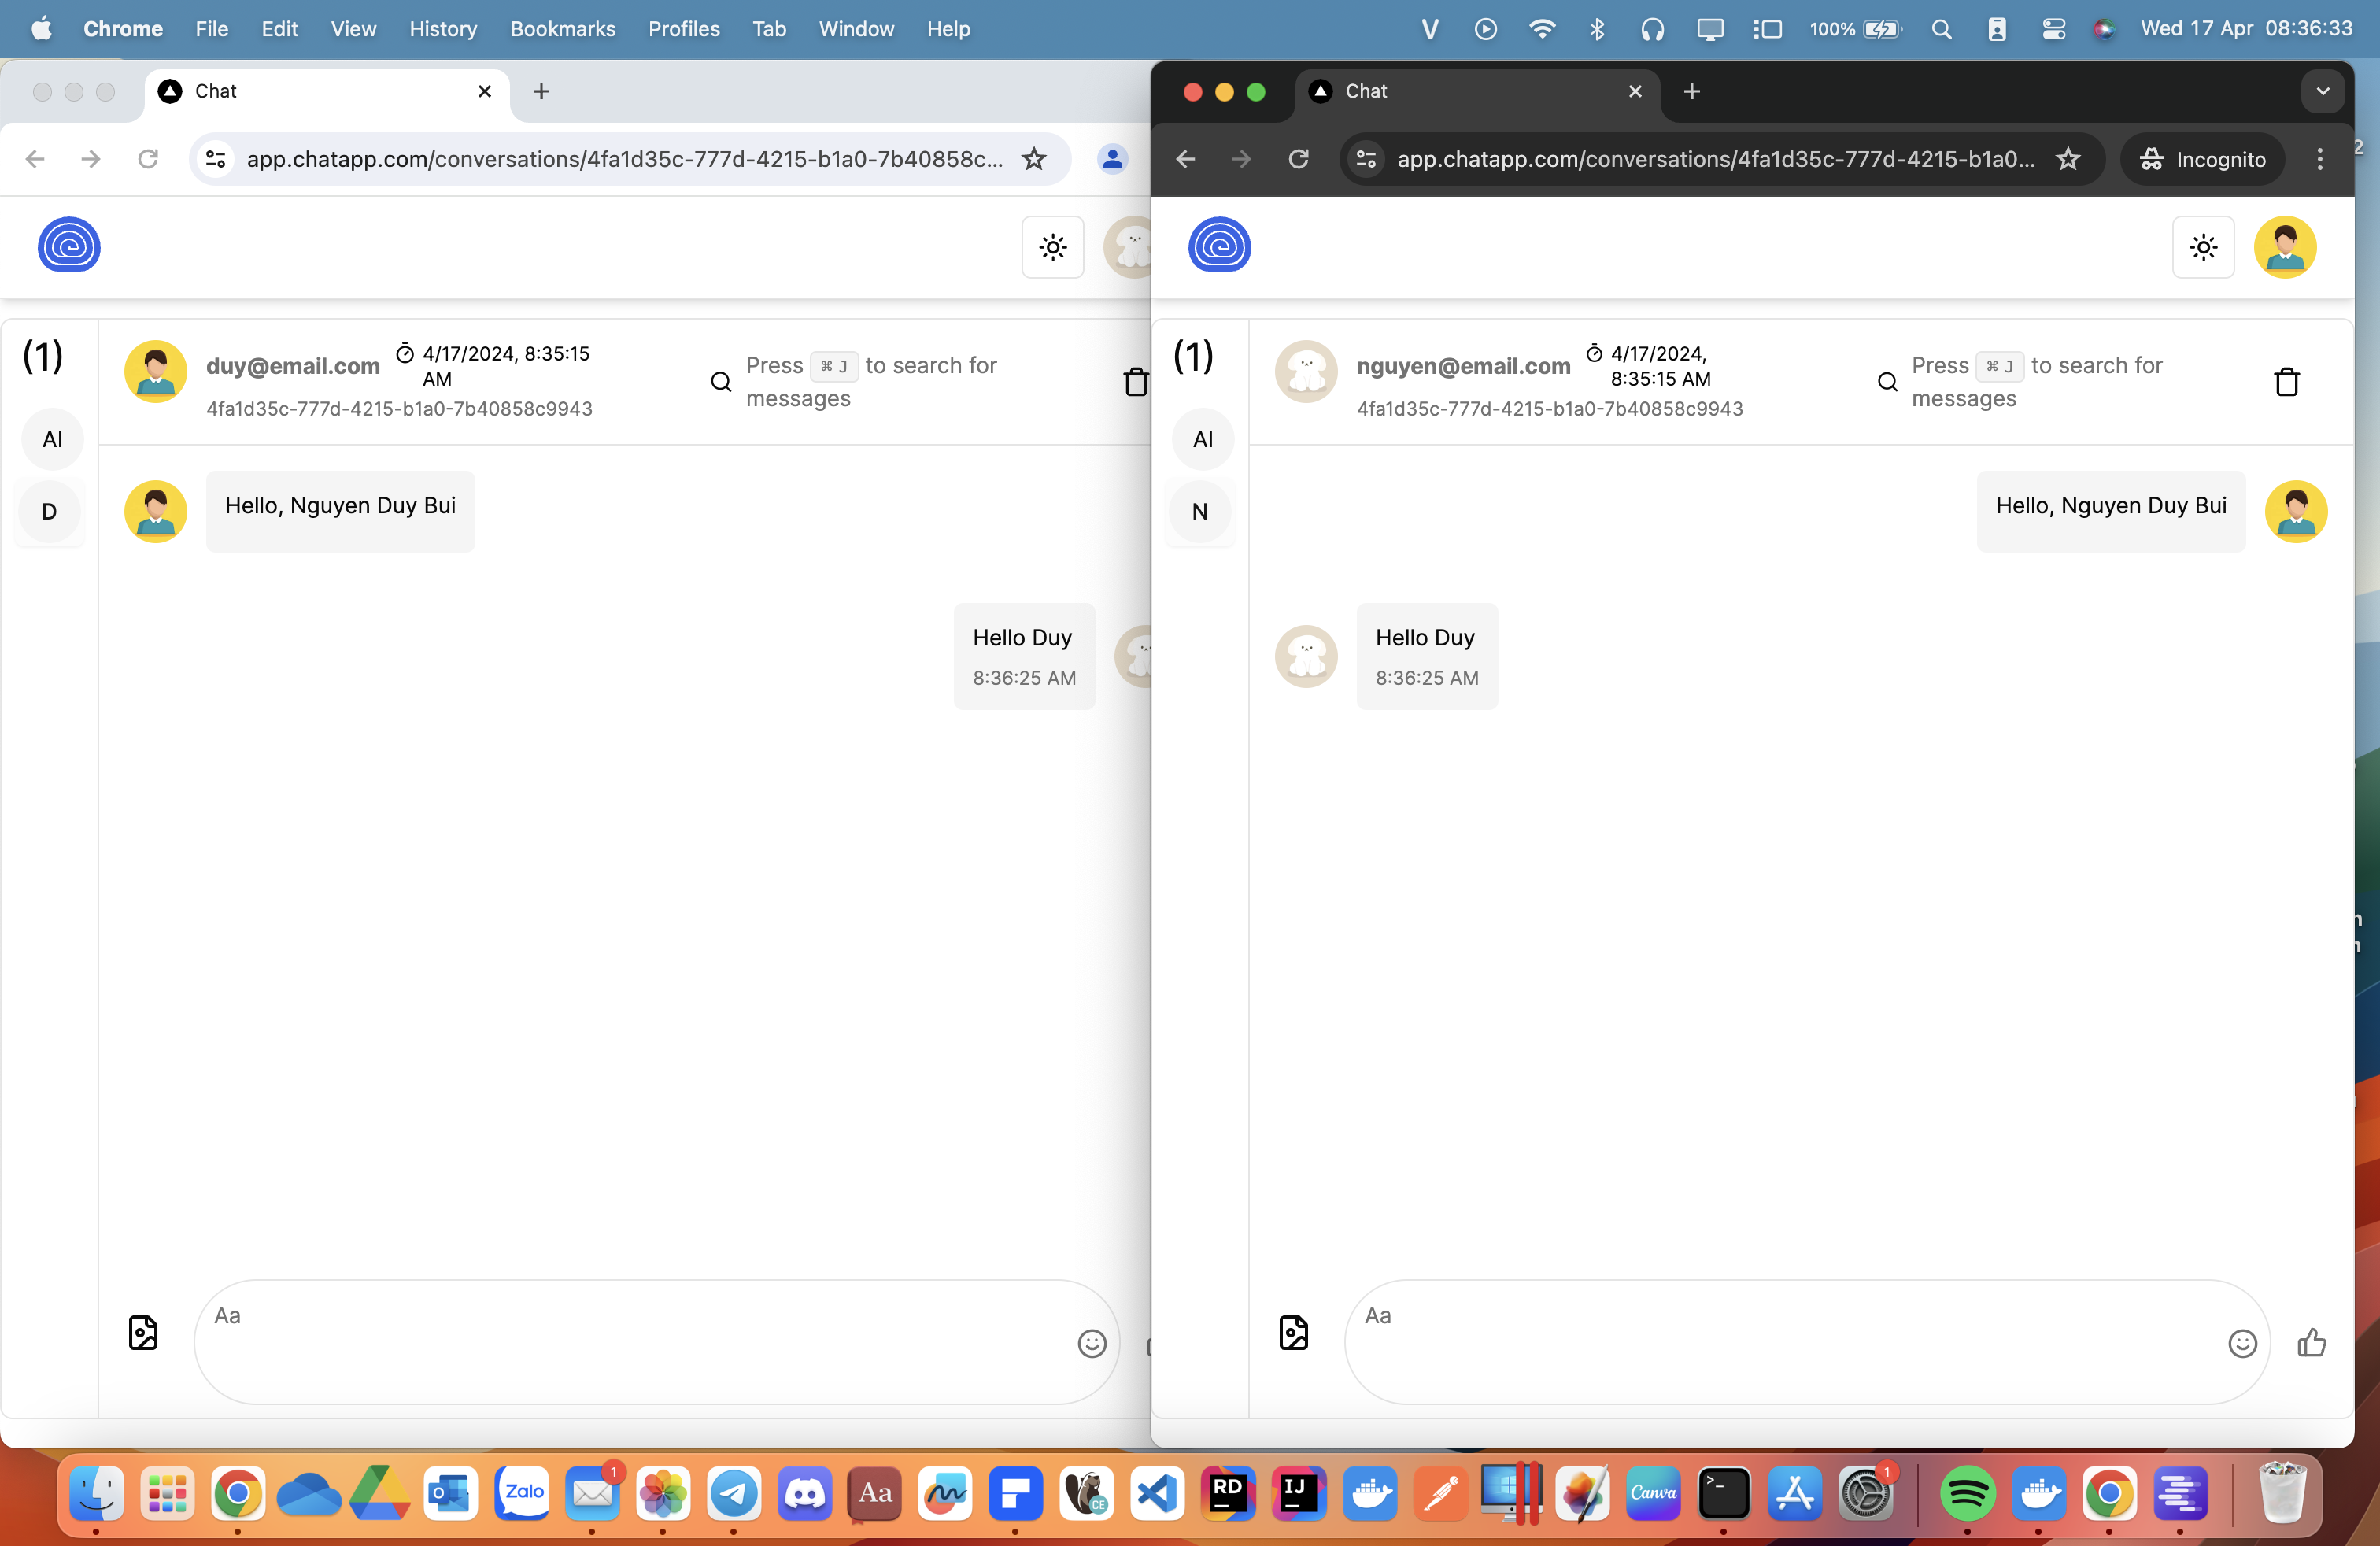 Chrome File Edit View History Bookmarks Profiles Tab Window Help
100% Wed 17 Apr 08:36:33
Chat
app.chatapp.com/conversations/4fa1d35c-777d-4215-b1a0-7b40858c...
(1)
duy@email.com
4/17/2024, 8:35:15
AM
4fa1d35c-777d-4215-b1a0-7b40858c9943
Press ⌘ J to search for
messages
AI
D
Hello, Nguyen Duy Bui
Hello Duy
8:36:25 AM
Aa
Chat
app.chatapp.com/conversations/4fa1d35c-777d-4215-b1a0...
Incognito
(1)
nguyen@email.com
4/17/2024,
8:35:15 AM
4fa1d35c-777d-4215-b1a0-7b40858c9943
Press ⌘ J to search for
messages
AI
N
Hello, Nguyen Duy Bui
Hello Duy
8:36:25 AM
Aa
Zalo
1
Aa
CE
RD
IJ
Canva
1